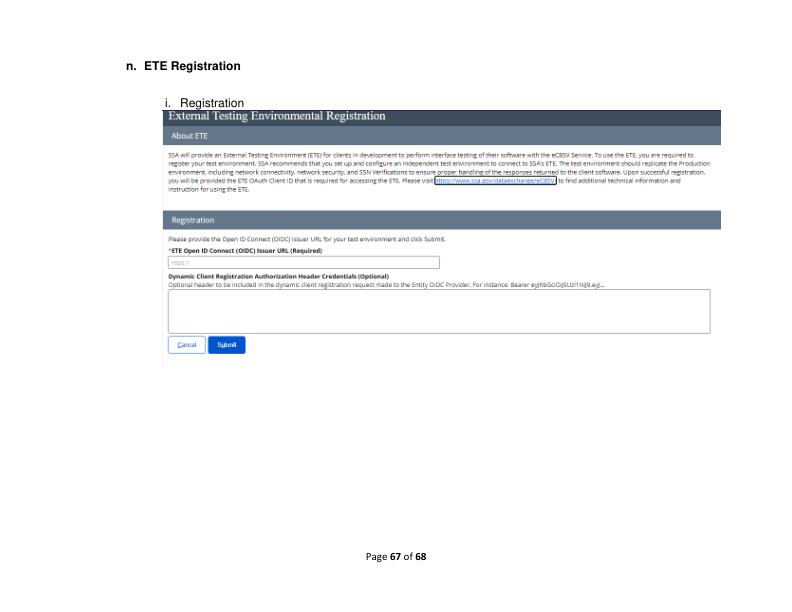 n. ETE Registration
i. Registration
External Testing Environmental Registration
About ETE
SSA will provide an External Testing Environment (ETE) for clients in development to perform interface testing of their software with the eCBSV Service. To use the ETE, you are required to
register your test environment. SSA recommends that you set up and configure an independent test environment to connect to SSA's ETE. The test environment should replicate the Production
environment, including network connectivity, network security, and SSN Verifications to ensure proper handling of the responses returned to the client software. Upon successful registration,
you will be provided the ETE OAuth Client ID that is required for accessing the ETE. Please visit https://www.ssa.gov/dataexchange/eCBSV/ to find additional technical information and
instruction for using the ETE.
Registration
Please provide the Open ID Connect (OIDC) Issuer URL for your test environment and click Submit.
*ETE Open ID Connect (OIDC) Issuer URL (Required)
https://
Dynamic Client Registration Authorization Header Credentials (Optional)
Optional header to be included in the dynamic client registration request made to the Entity OIDC Provider. For instance: Bearer
Cancel Submit
Page 67 of 68